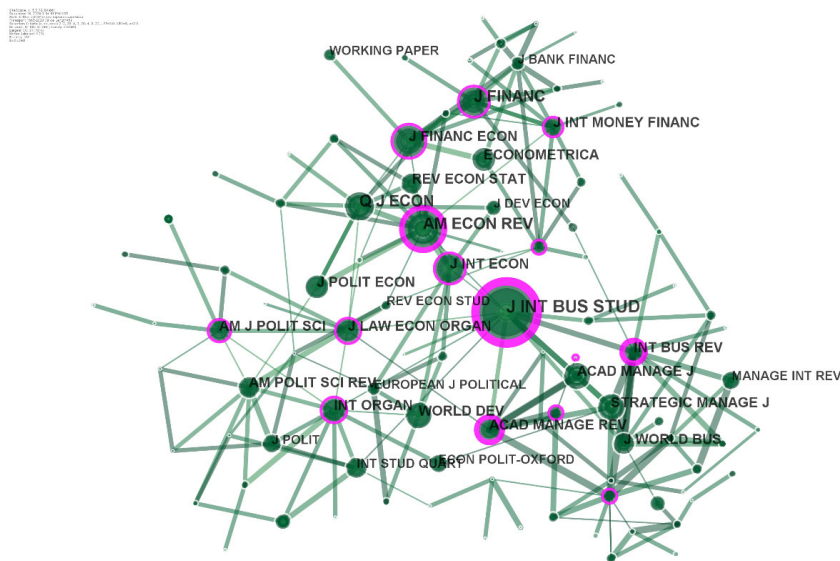 WORKING PAPER
J BANK FINANC
J FINANC
J INT MONEY FINANC
J FINANC ECON
ECONOMETRICA
REV ECON STAT
Q J ECON
J DEV ECON
AM ECON REV
J INT ECON
J POLIT ECON
REV ECON STUD
J INT BUS STUD
AM J POLIT SCI
J LAW ECON ORGAN
INT BUS REV
ACAD MANAGE J
MANAGE INT REV
AM POLIT SCI REV
EUROPEAN J POLITICAL
INT ORGAN
WORLD DEV
STRATEGIC MANAGE J
ACAD MANAGE REV
J POLIT
J WORLD BUS
INT STUD QUART
ECON POLIT-OXFORD